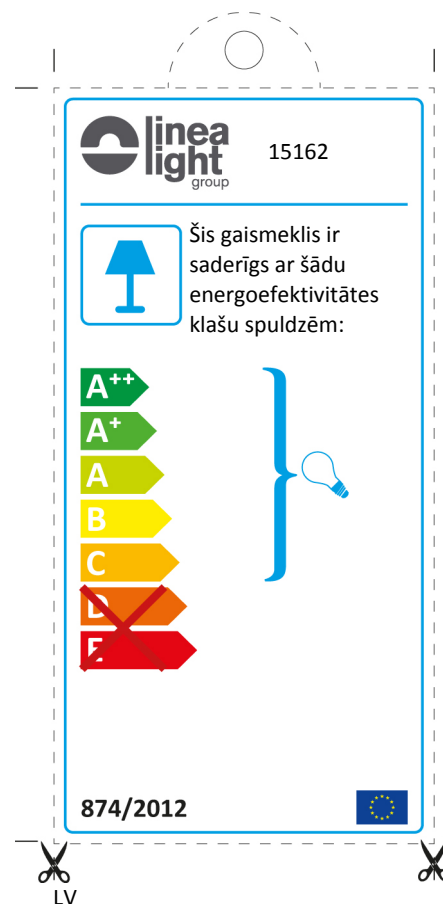 linea
light
group
15162
Šis gaismeklis ir
saderīgs ar šādu
energoefektivitātes
klašu spuldzēm:
A++
A+
A
B
C
D
E
874/2012
LV